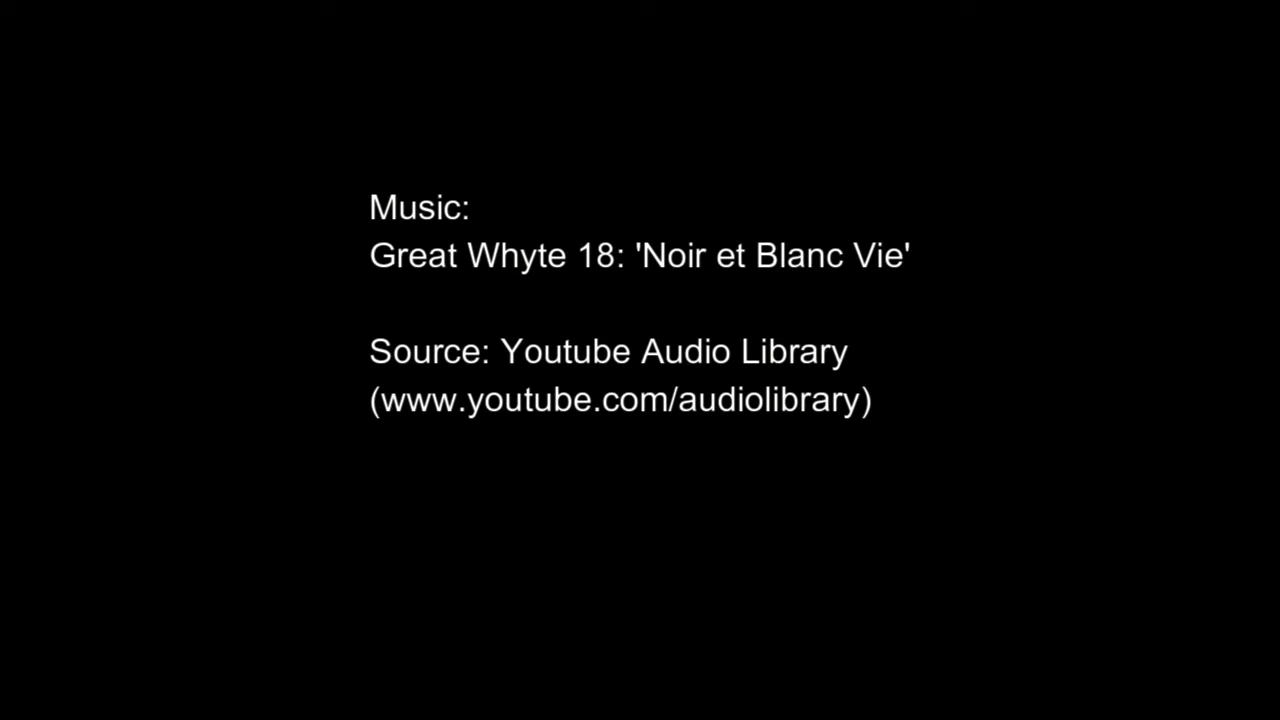 Music:
Great Whyte 18: 'Noir et Blanc Vie'
Source: Youtube Audio Library
(www.youtube.com/audiolibrary)